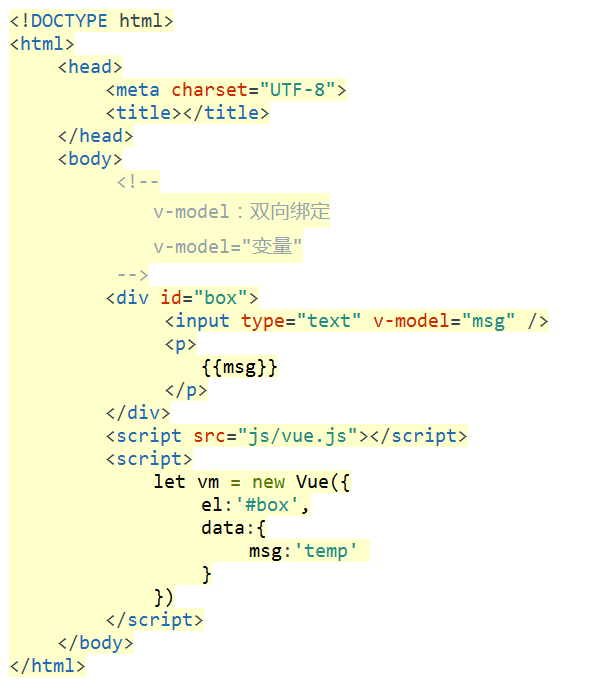 <!DOCTYPE html>
<html>
<head>
<meta charset="UTF-8">
<title></title>
</head>
<body>
<!--
v-model：双向绑定
v-model="变量"
-->
<div id="box">
<input type="text" v-model="msg" />
<p>
{{msg}}
</p>
</div>
<script src="js/vue.js"></script>
<script>
let vm = new Vue({
el:'#box',
data:{
msg:'temp'
}
})
</script>
</body>
</html>